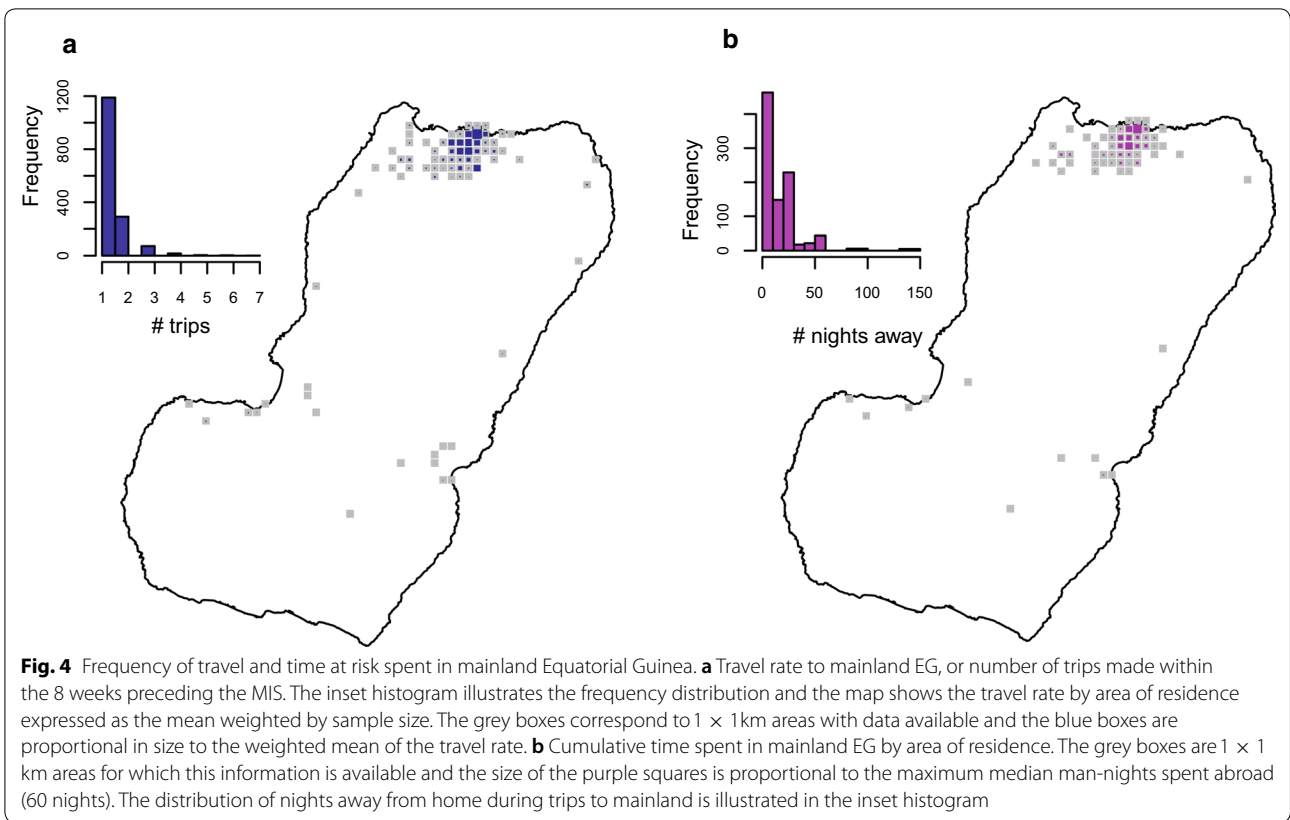 a
b
1200
800
400
0
Frequency
1 2 3 4 5 6 7
# trips
300
100
0
Frequency
0 50 100 150
# nights away
Fig. 4 Frequency of travel and time at risk spent in mainland Equatorial Guinea. a Travel rate to mainland EG, or number of trips made within
the 8 weeks preceding the MIS. The inset histogram illustrates the frequency distribution and the map shows the travel rate by area of residence
expressed as the mean weighted by sample size. The grey boxes correspond to 1 × 1km areas with data available and the blue boxes are
proportional in size to the weighted mean of the travel rate. b Cumulative time spent in mainland EG by area of residence. The grey boxes are 1 × 1
km areas for which this information is available and the size of the purple squares is proportional to the maximum median man-nights spent abroad
(60 nights). The distribution of nights away from home during trips to mainland is illustrated in the inset histogram